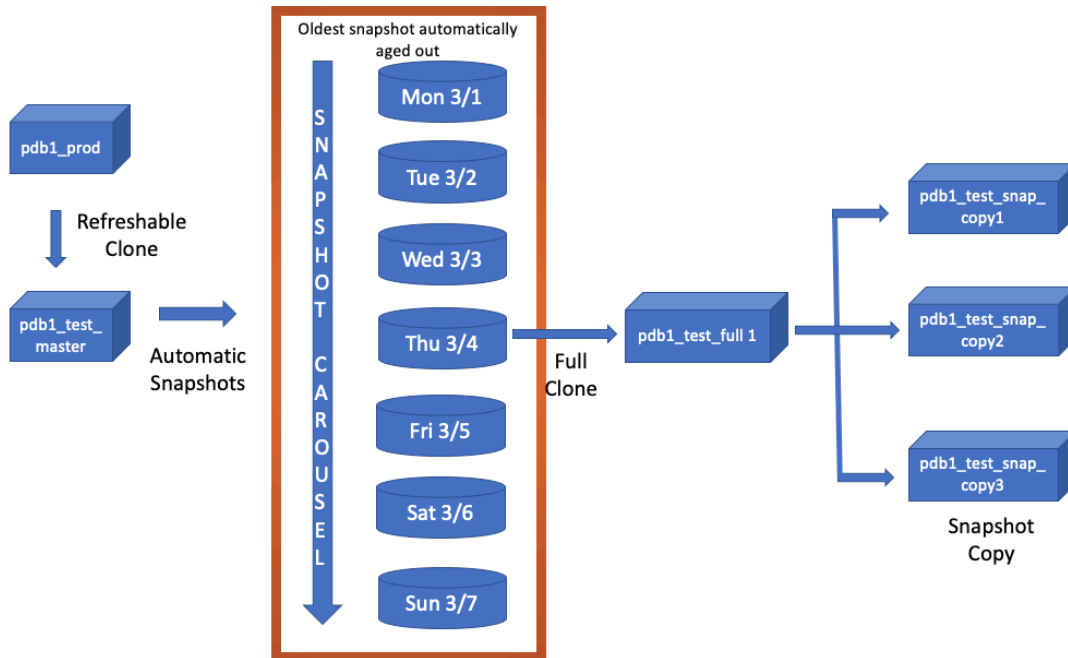 Oldest snapshot automatically
aged out
pdb1_prod
Refreshable
Clone
pdb1_test_
master
Automatic
Snapshots
SNAPSHOT CAROUSEL
Mon 3/1
Tue 3/2
Wed 3/3
Thu 3/4
Fri 3/5
Sat 3/6
Sun 3/7
Full
Clone
pdb1_test_full 1
pdb1_test_snap_
copy1
pdb1_test_snap_
copy2
pdb1_test_snap_
copy3
Snapshot
Copy